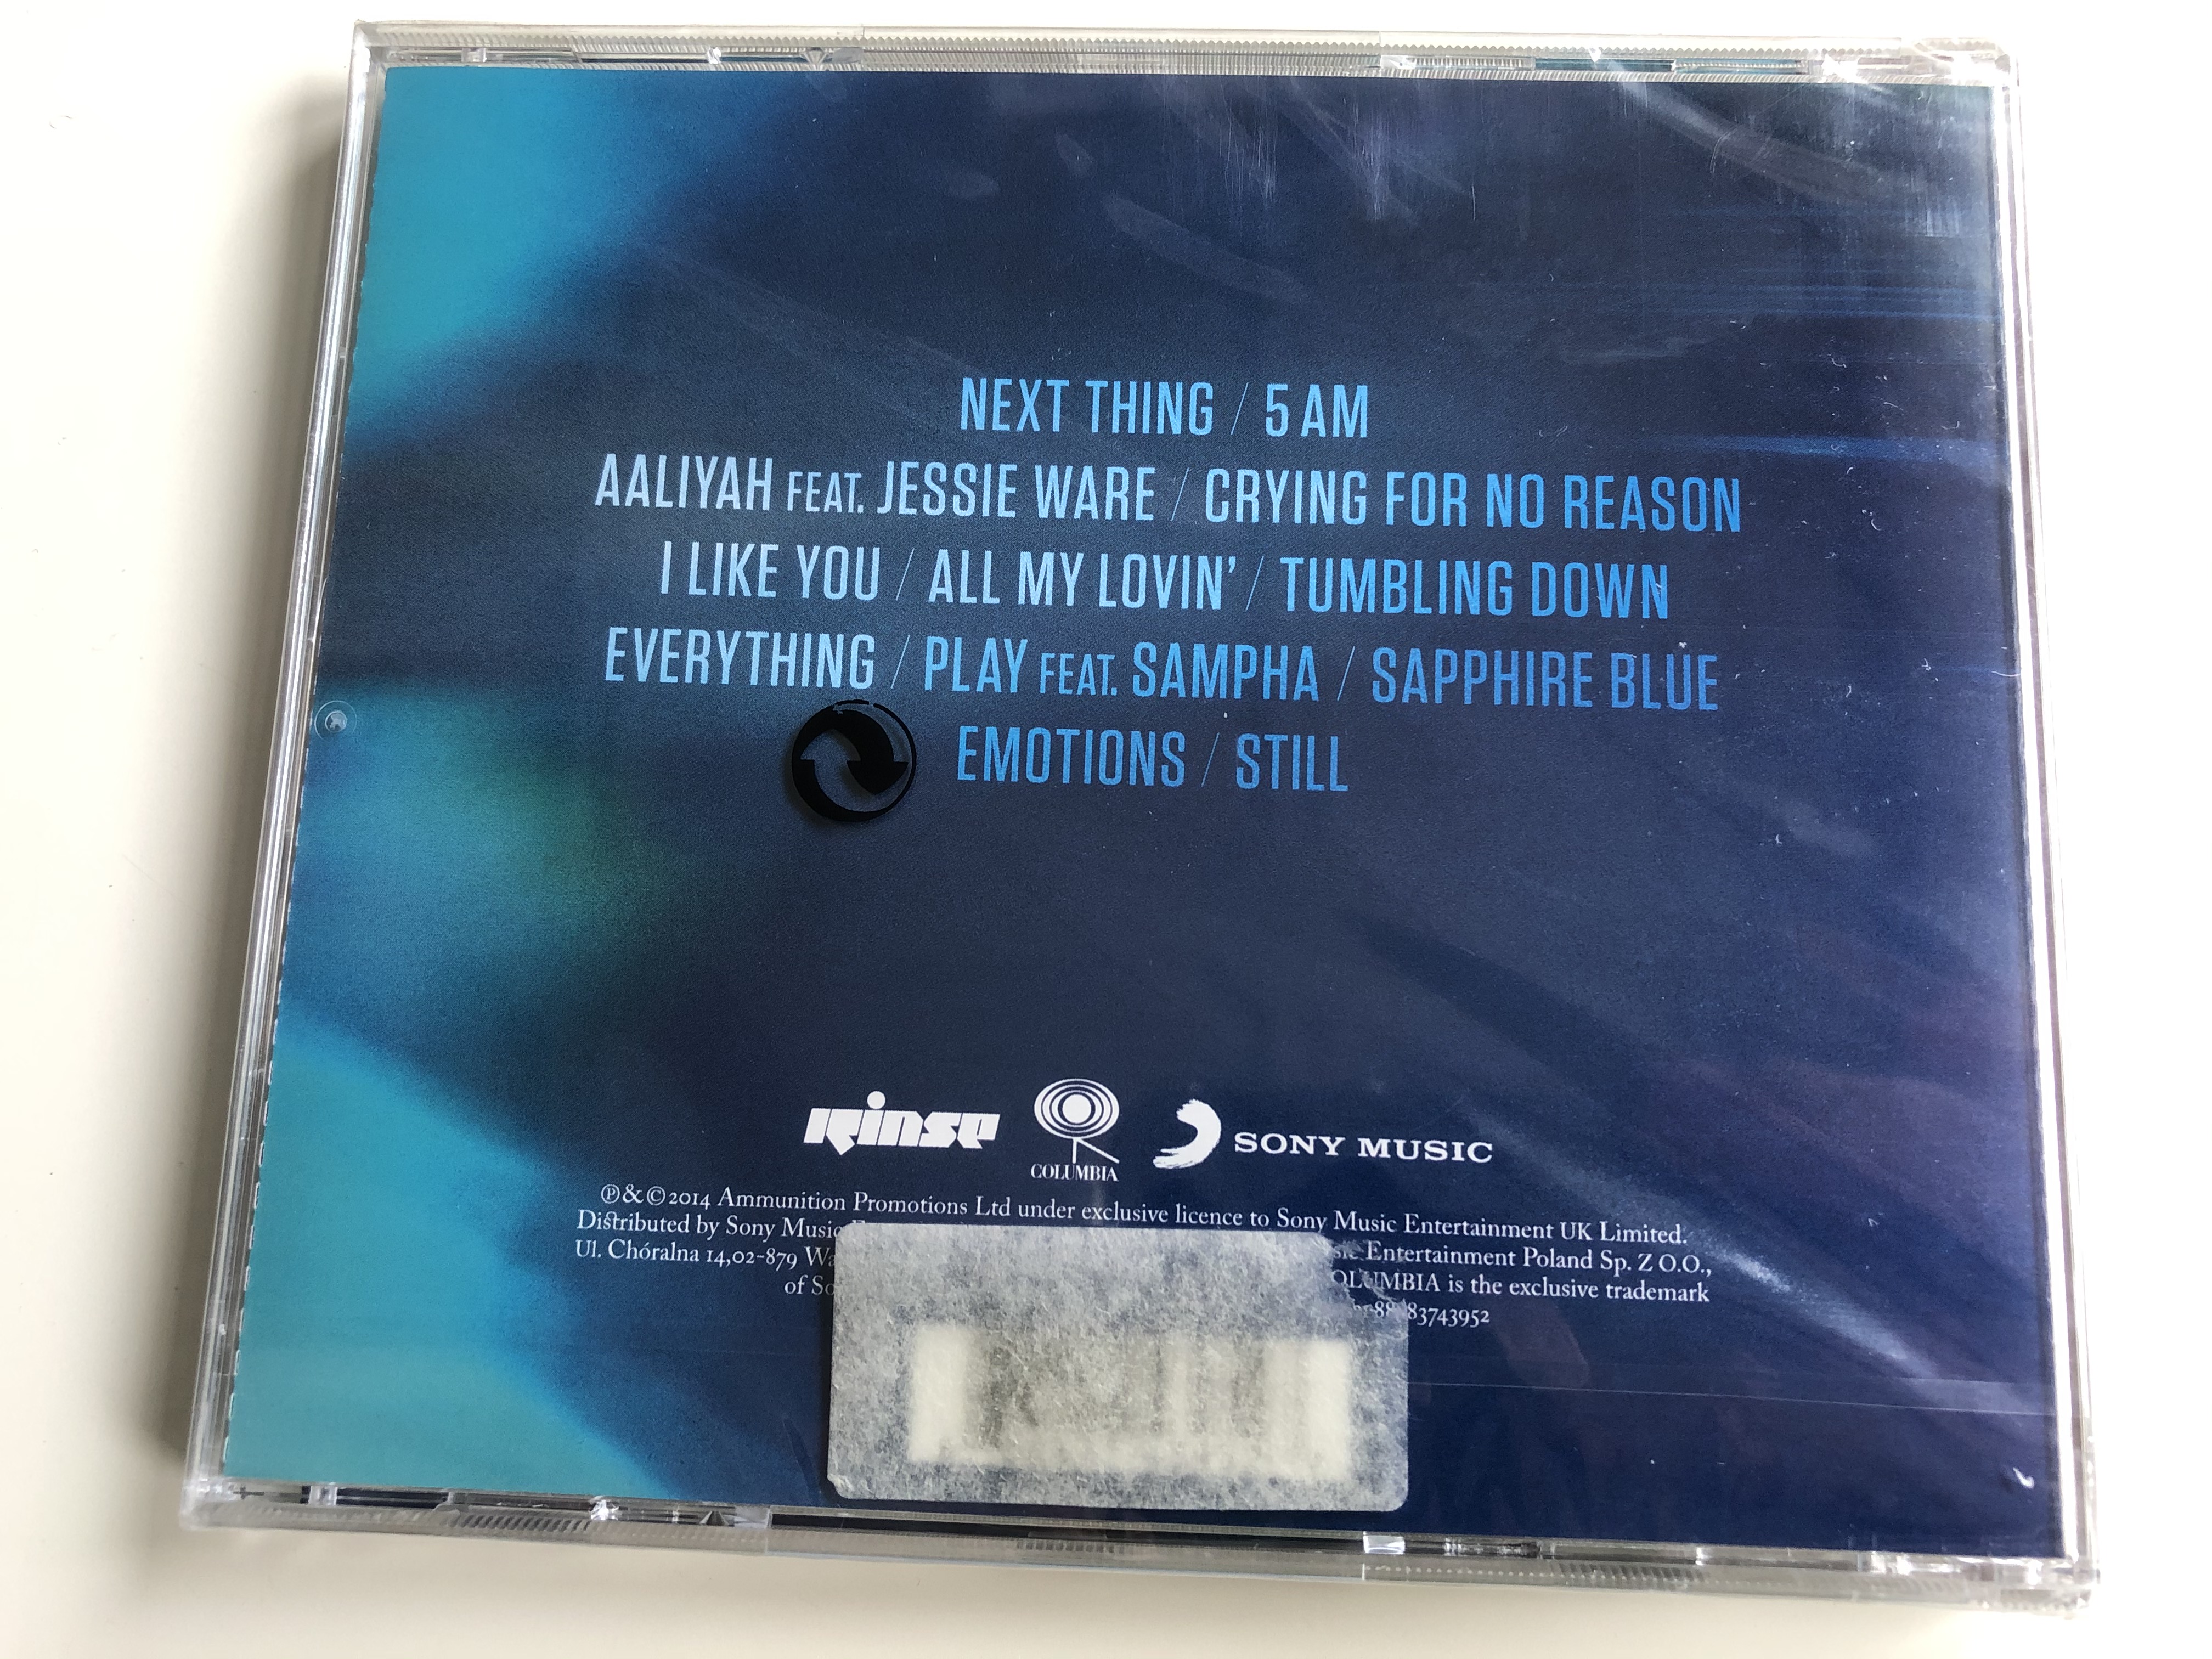 NEXT THING / 5 AM
AALIYAH FEAT. JESSIE WARE / CRYING FOR NO REASON
I LIKE YOU / ALL MY LOVIN' / TUMBLING DOWN
EVERYTHING / PLAY FEAT. SAMPHA / SAPPHIRE BLUE
EMOTIONS / STILL
rinse COLUMBIA SONY MUSIC
℗&©2014 Ammunition Promotions Ltd under exclusive licence to Sony Music Entertainment UK Limited.
Distributed by Sony Music Entertainment Poland Sp. Z O.O.,
Ul. Chóralna 14,02-879 COLUMBIA is the exclusive trademark
of